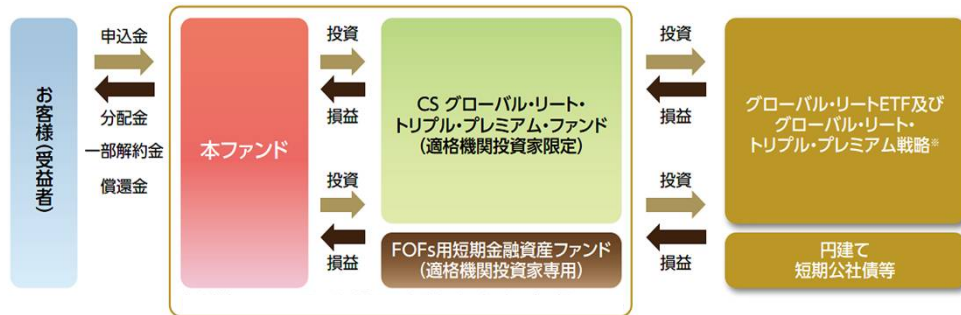 お客様(受益者)
申込金
分配金
一部解約金
償還金
本ファンド
投資
損益
投資
損益
CS グローバル・リート・
トリプル・プレミアム・ファンド
(適格機関投資家限定)
FOFs用短期金融資産ファンド
(適格機関投資家専用)
投資
損益
投資
損益
グローバル・リートETF及び
グローバル・リート・
トリプル・プレミアム戦略※
円建て
短期公社債等